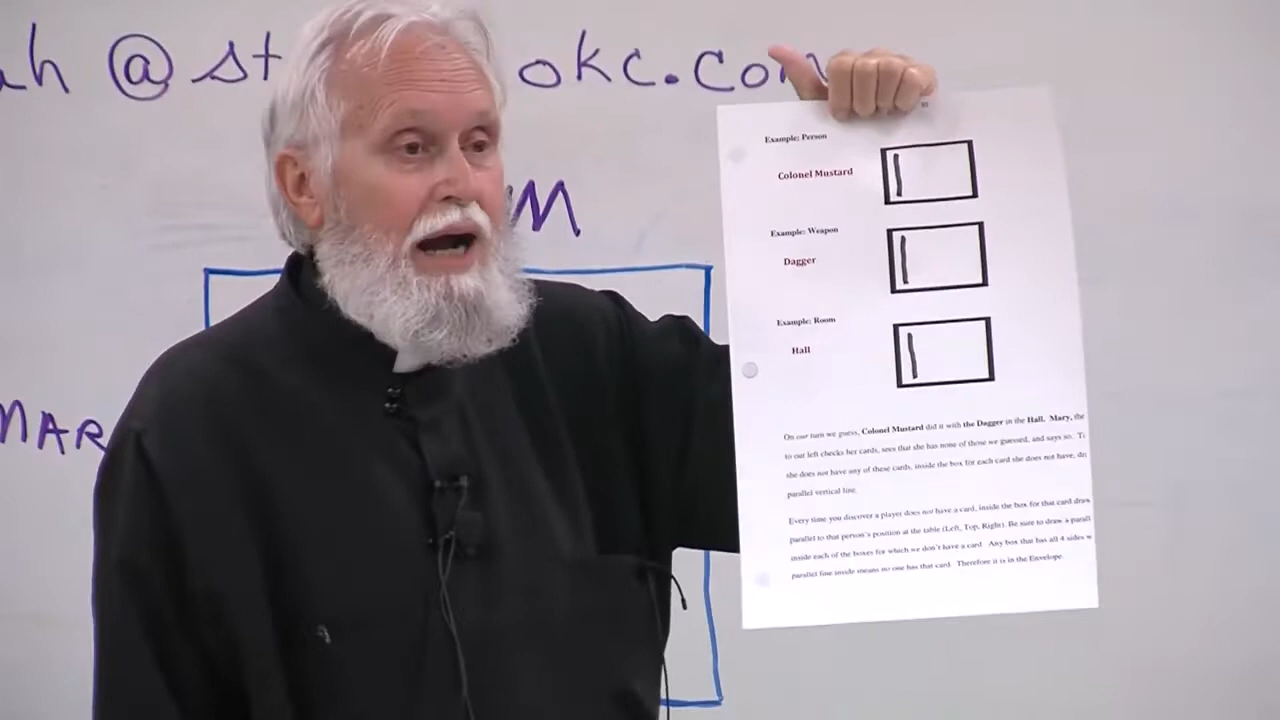 ah @ st okc.com
M
MAR
Example: Person
Colonel Mustard
Example: Weapon
Dagger
Example: Room
Hall
On our turn we guess, Colonel Mustard did it with the Dagger in the Hall. Mary, the
to our left checks her cards, sees that she has none of those we guessed, and says so. T
she does not have any of these cards, inside the box for each card she does not have, dr
parallel vertical line.
Every time you discover a player does not have a card, inside the box for that card draw
parallel to that person's position at the table (Left, Top, Right). Be sure to draw a parall
inside each of the boxes for which we don't have a card. Any box that has all 4 sides w
parallel line inside means no one has that card. Therefore it is in the Envelope.